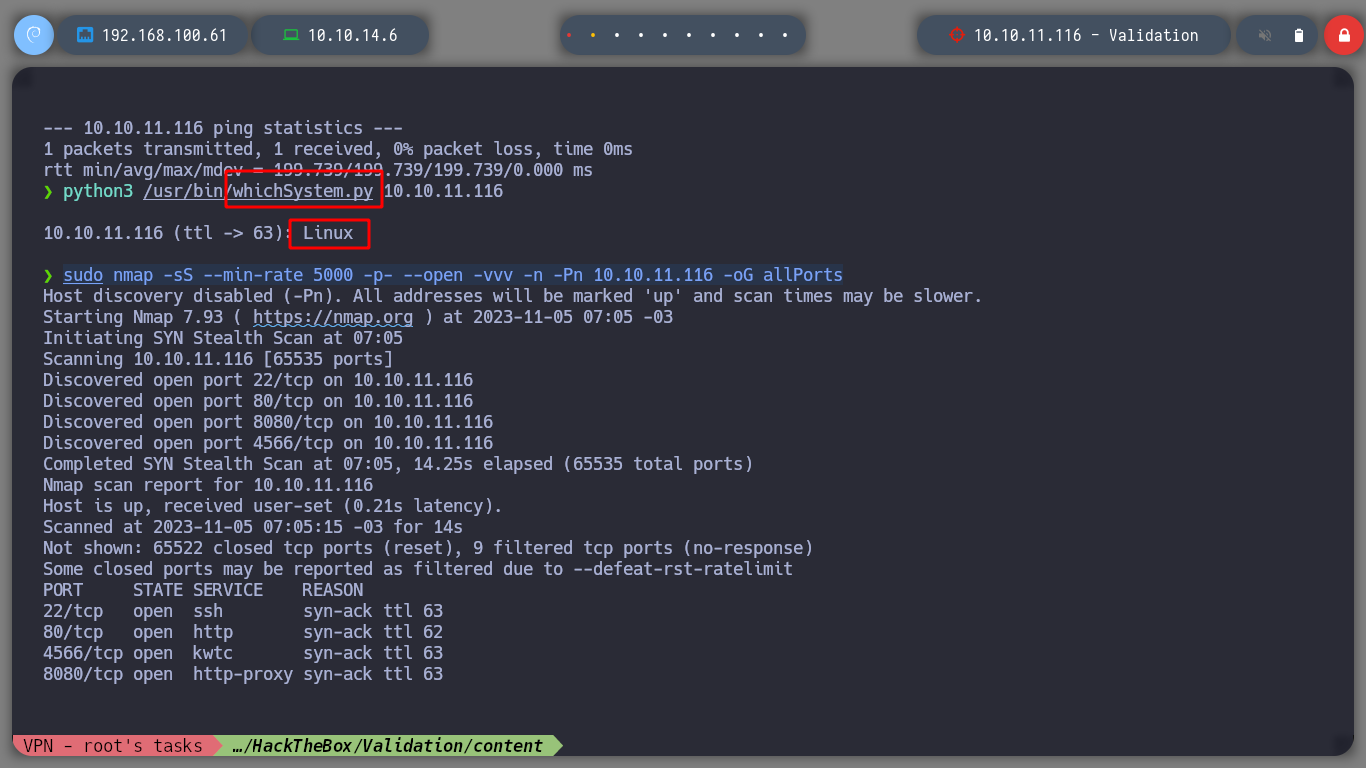 192.168.100.61
10.10.14.6
10.10.11.116 - Validation
--- 10.10.11.116 ping statistics ---
1 packets transmitted, 1 received, 0% packet loss, time 0ms
rtt min/avg/max/mdev = 199.739/199.739/199.739/0.000 ms
❯ python3 /usr/bin/whichSystem.py 10.10.11.116
10.10.11.116 (ttl -> 63): Linux
❯ sudo nmap -sS --min-rate 5000 -p- --open -vvv -n -Pn 10.10.11.116 -oG allPorts
Host discovery disabled (-Pn). All addresses will be marked 'up' and scan times may be slower.
Starting Nmap 7.93 ( https://nmap.org ) at 2023-11-05 07:05 -03
Initiating SYN Stealth Scan at 07:05
Scanning 10.10.11.116 [65535 ports]
Discovered open port 22/tcp on 10.10.11.116
Discovered open port 80/tcp on 10.10.11.116
Discovered open port 8080/tcp on 10.10.11.116
Discovered open port 4566/tcp on 10.10.11.116
Completed SYN Stealth Scan at 07:05, 14.25s elapsed (65535 total ports)
Nmap scan report for 10.10.11.116
Host is up, received user-set (0.21s latency).
Scanned at 2023-11-05 07:05:15 -03 for 14s
Not shown: 65522 closed tcp ports (reset), 9 filtered tcp ports (no-response)
Some closed ports may be reported as filtered due to --defeat-rst-ratelimit
PORT     STATE SERVICE    REASON
22/tcp   open  ssh        syn-ack ttl 63
80/tcp   open  http       syn-ack ttl 62
4566/tcp open  kwtc       syn-ack ttl 63
8080/tcp open  http-proxy syn-ack ttl 63
VPN - root's tasks  …/HackTheBox/Validation/content